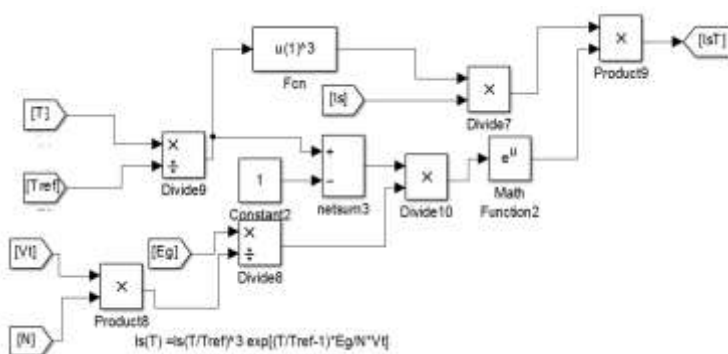 u(1)^3
Fcn
[Is]
×
Divide7
×
Product9
[IsT]
[T]
[Tref]
×
÷
Divide9
1
Constant2
+
−
netsum3
×
Divide10
e^u
Math
Function2
[Vt]
[N]
×
Product8
[Eg]
×
÷
Divide8
Is(T) =Is(T/Tref)^3 exp[(T/Tref-1)*Eg/N*Vt]